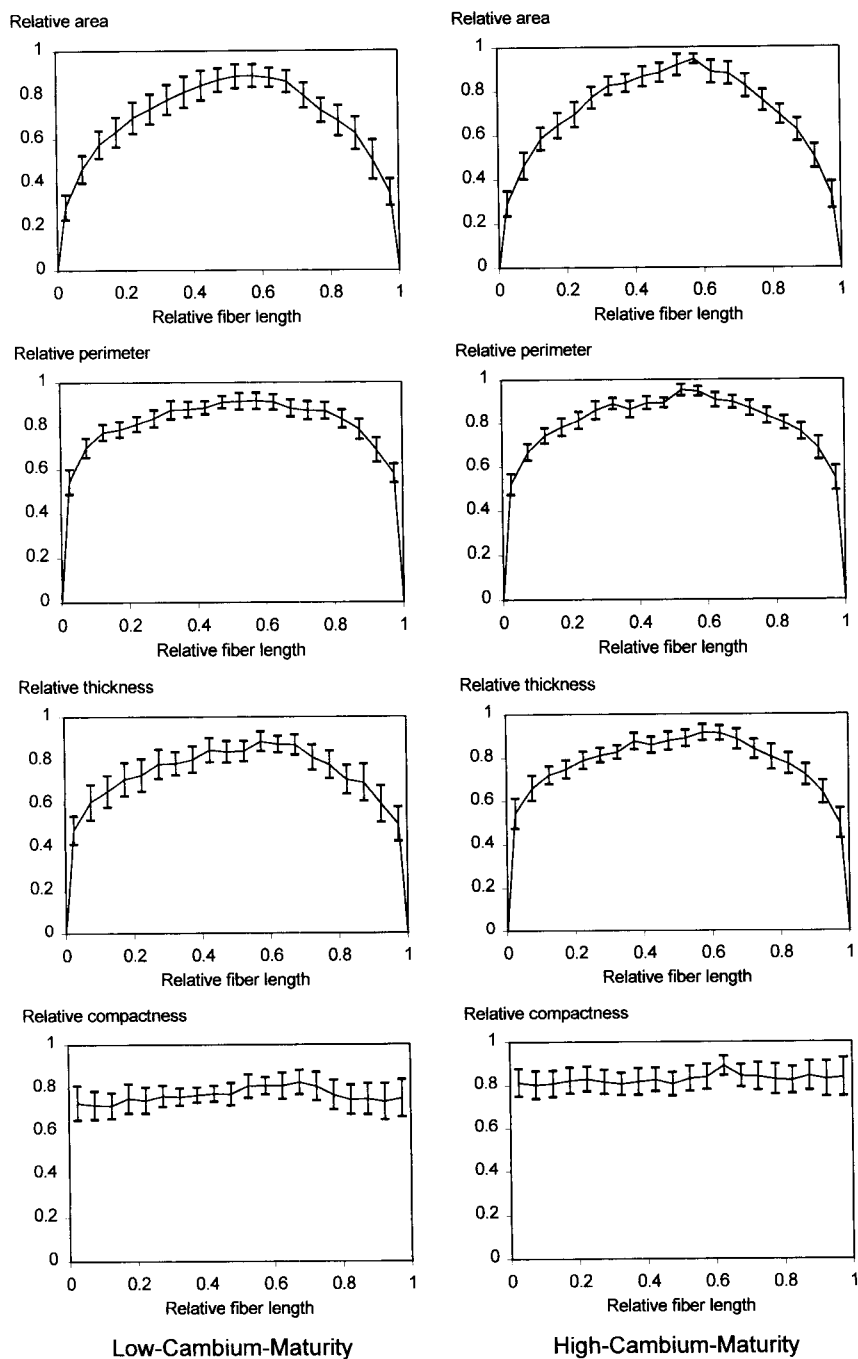 Relative area
1
0.8
0.6
0.4
0.2
0
0 0.2 0.4 0.6 0.8 1
Relative fiber length
Relative area
1
0.8
0.6
0.4
0.2
0
0 0.2 0.4 0.6 0.8 1
Relative fiber length
Relative perimeter
1
0.8
0.6
0.4
0.2
0
0 0.2 0.4 0.6 0.8 1
Relative fiber length
Relative perimeter
1
0.8
0.6
0.4
0.2
0
0 0.2 0.4 0.6 0.8 1
Relative fiber length
Relative thickness
1
0.8
0.6
0.4
0.2
0
0 0.2 0.4 0.6 0.8 1
Relative fiber length
Relative thickness
1
0.8
0.6
0.4
0.2
0
0 0.2 0.4 0.6 0.8 1
Relative fiber length
Relative compactness
1
0.8
0.6
0.4
0.2
0
0 0.2 0.4 0.6 0.8 1
Relative fiber length
Relative compactness
1
0.8
0.6
0.4
0.2
0
0 0.2 0.4 0.6 0.8 1
Relative fiber length
Low-Cambium-Maturity
High-Cambium-Maturity